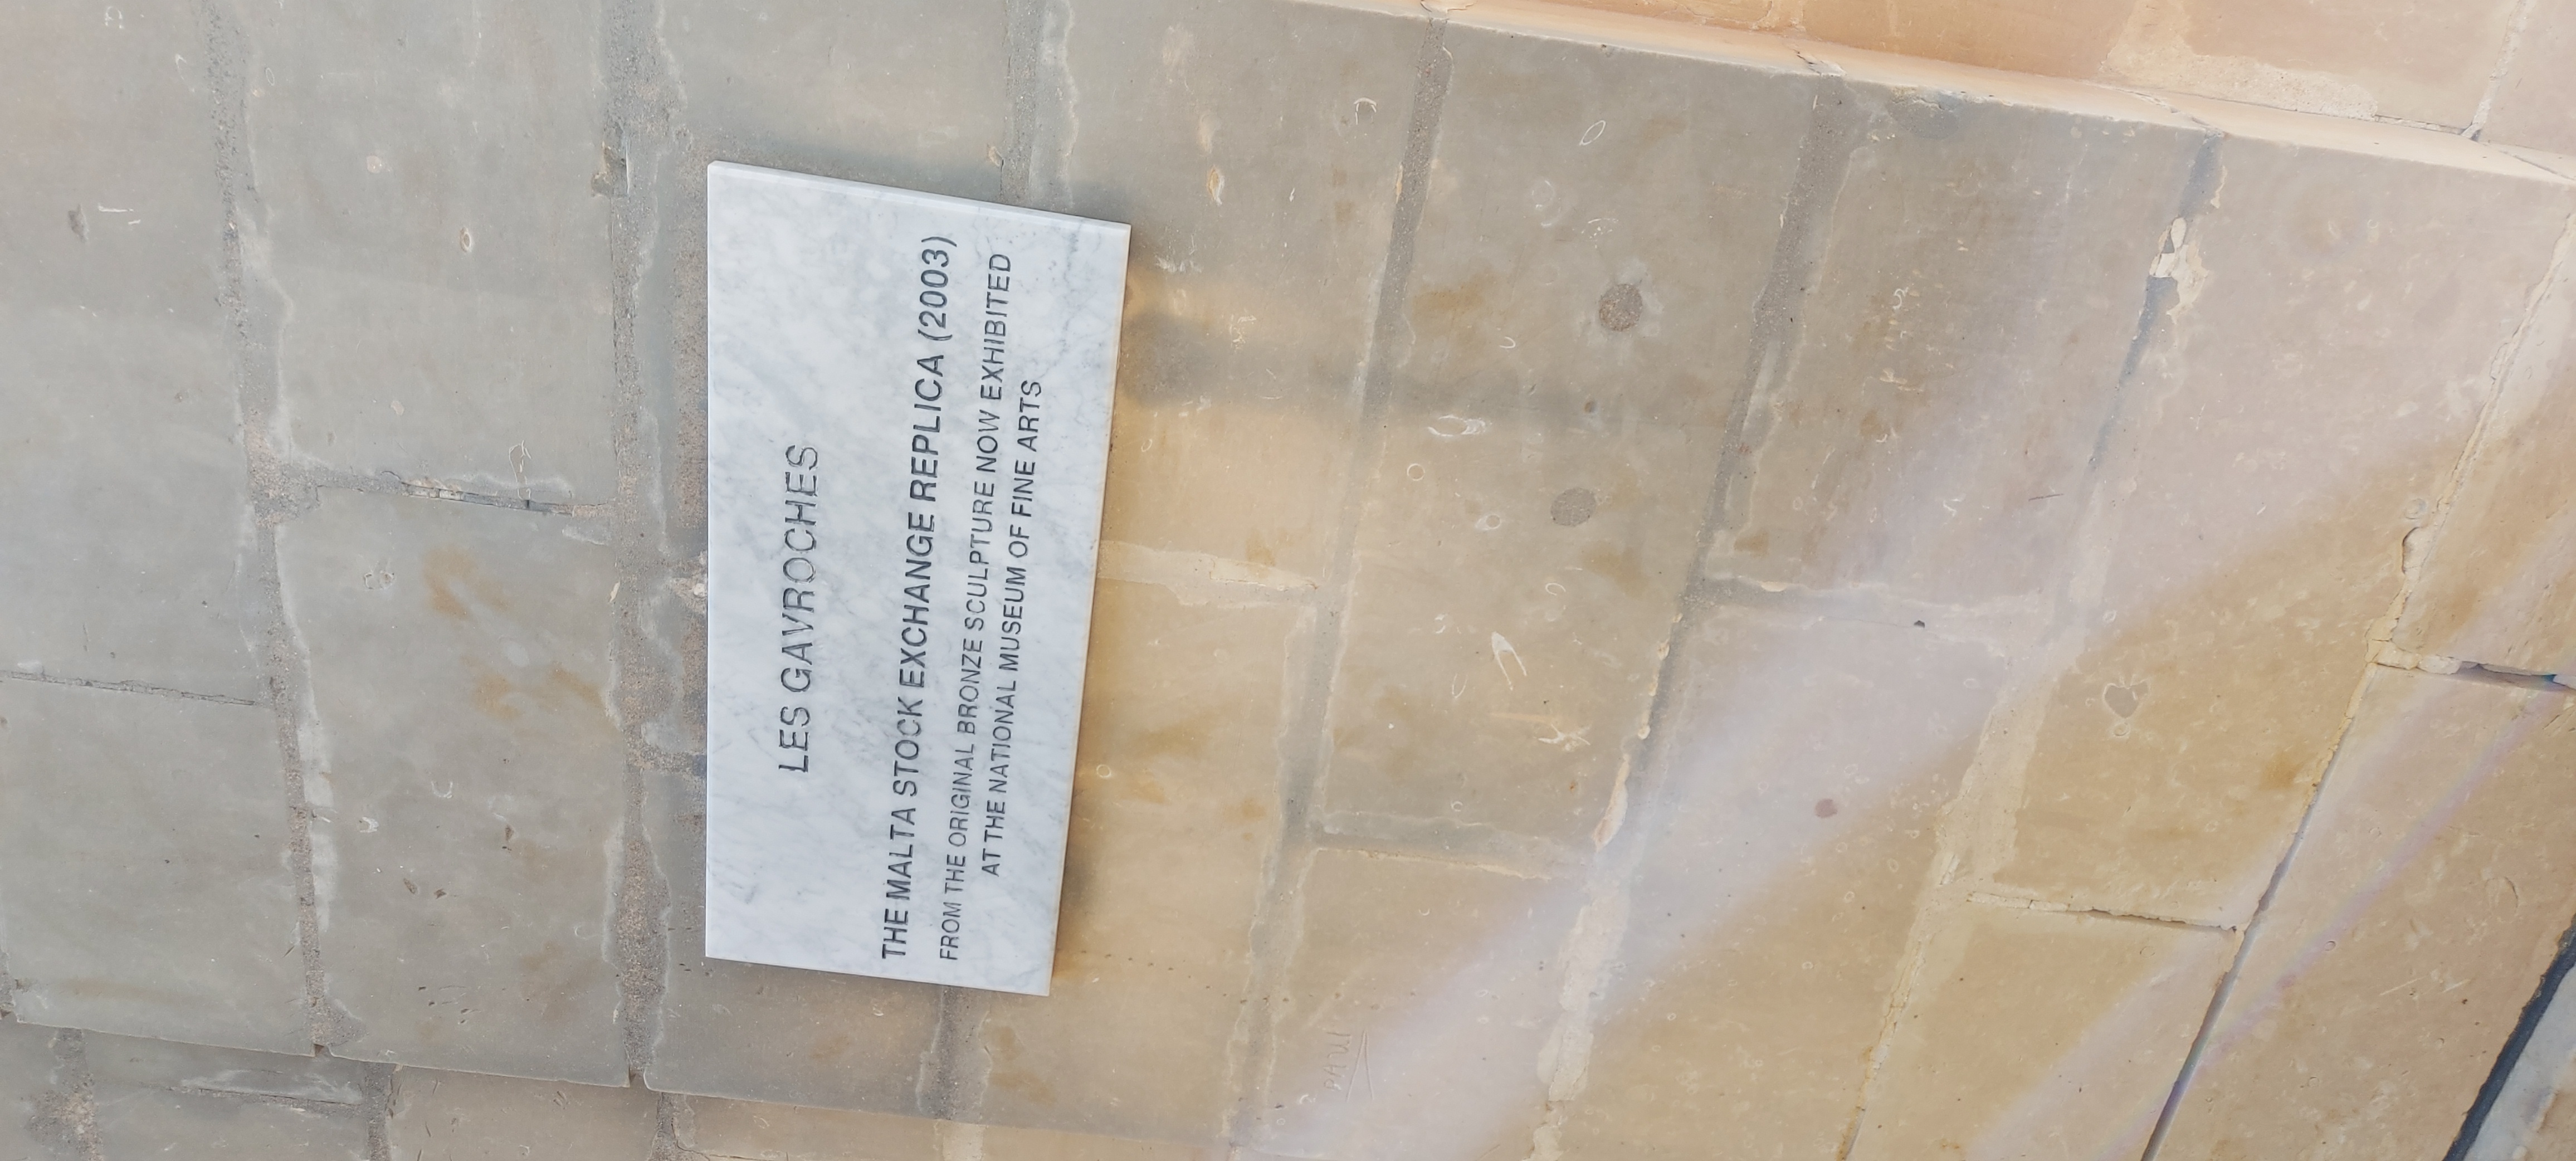 LES GAVROCHES
THE MALTA STOCK EXCHANGE REPLICA (2003)
FROM THE ORIGINAL BRONZE SCULPTURE NOW EXHIBITED
AT THE NATIONAL MUSEUM OF FINE ARTS
PAUL